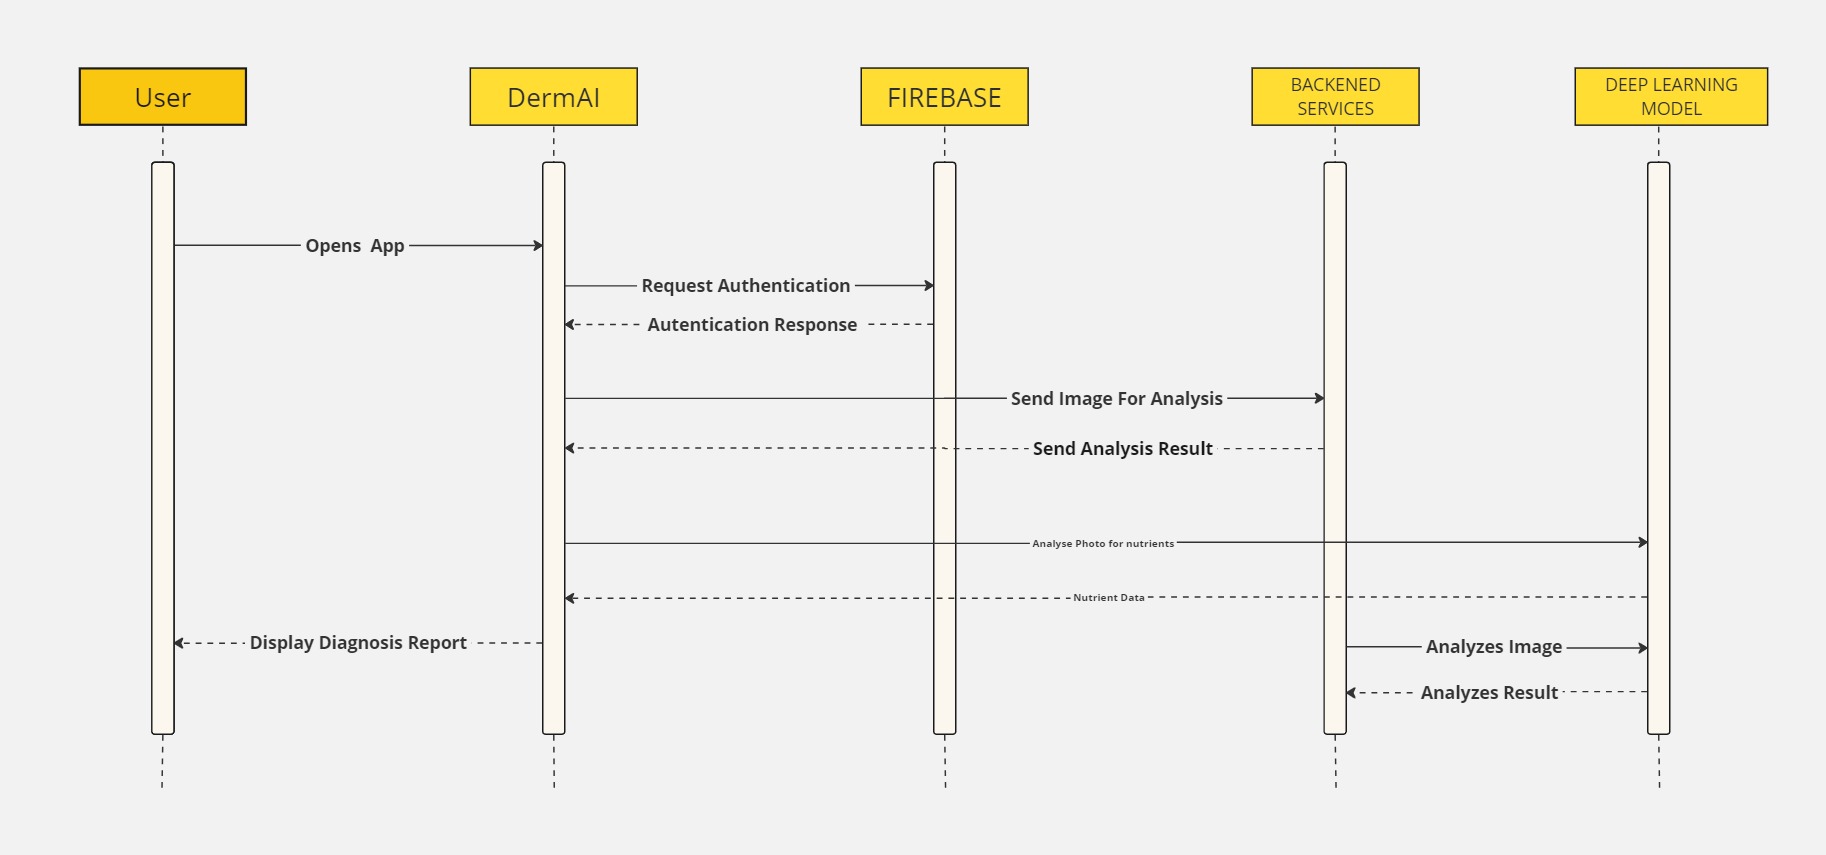 User
DermAI
FIREBASE
BACKENED
SERVICES
DEEP LEARNING
MODEL
Opens  App
Request Authentication
Autentication Response
Send Image For Analysis
Send Analysis Result
Analyse Photo for nutrients
Nutrient Data
Display Diagnosis Report
Analyzes Image
Analyzes Result